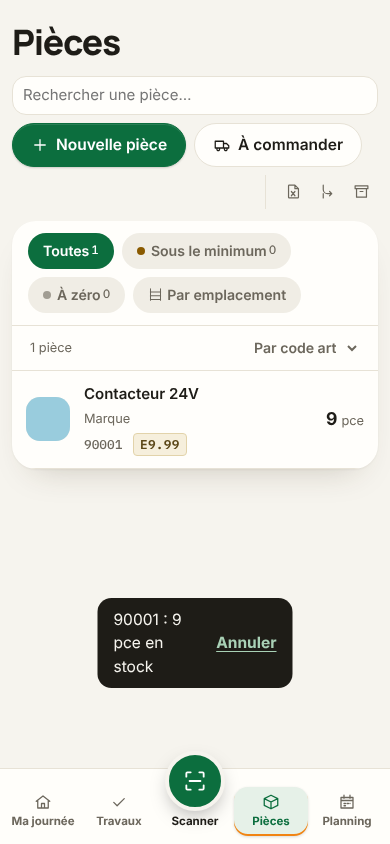 Pièces
Rechercher une pièce...
Nouvelle pièce
À commander
Toutes 1
Sous le minimum 0
À zéro 0
Par emplacement
1 pièce
Par code art
Contacteur 24V
Marque
9 pce
90001
E9.99
90001 : 9
pce en
stock
Annuler
Ma journée
Travaux
Scanner
Pièces
Planning